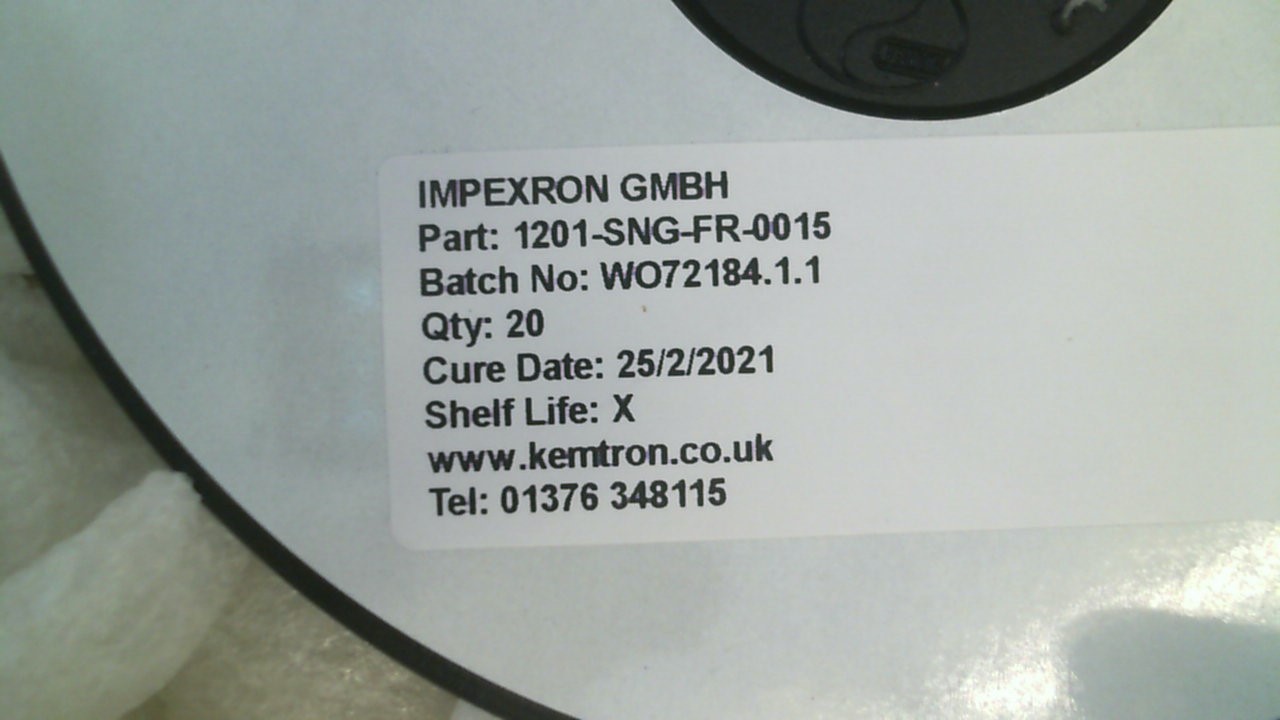 IMPEXRON GMBH
Part: 1201-SNG-FR-0015
Batch No: WO72184.1.1
Qty: 20
Cure Date: 25/2/2021
Shelf Life: X
www.kemtron.co.uk
Tel: 01376 348115